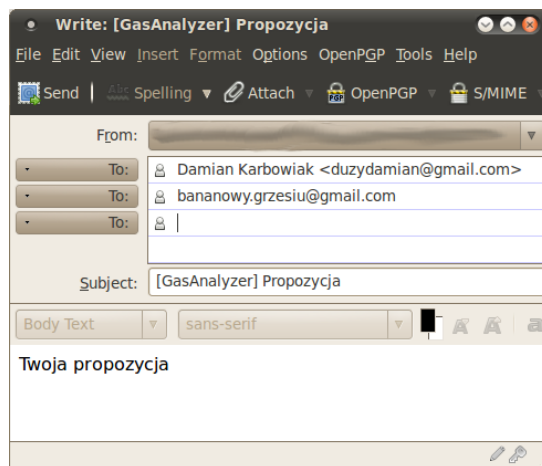 Write: [GasAnalyzer] Propozycja
File Edit View Insert Format Options OpenPGP Tools Help
Send Abc Spelling Attach PGP OpenPGP S/MIME
From:
To: Damian Karbowiak <duzydamian@gmail.com>
To: bananowy.grzesiu@gmail.com
To:
Subject: [GasAnalyzer] Propozycja
Body Text sans-serif A A a
Twoja propozycja